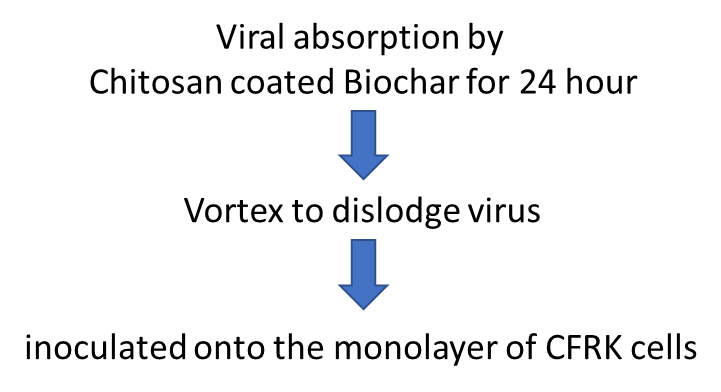 Viral absorption by
Chitosan coated Biochar for 24 hour
Vortex to dislodge virus
inoculated onto the monolayer of CFRK cells